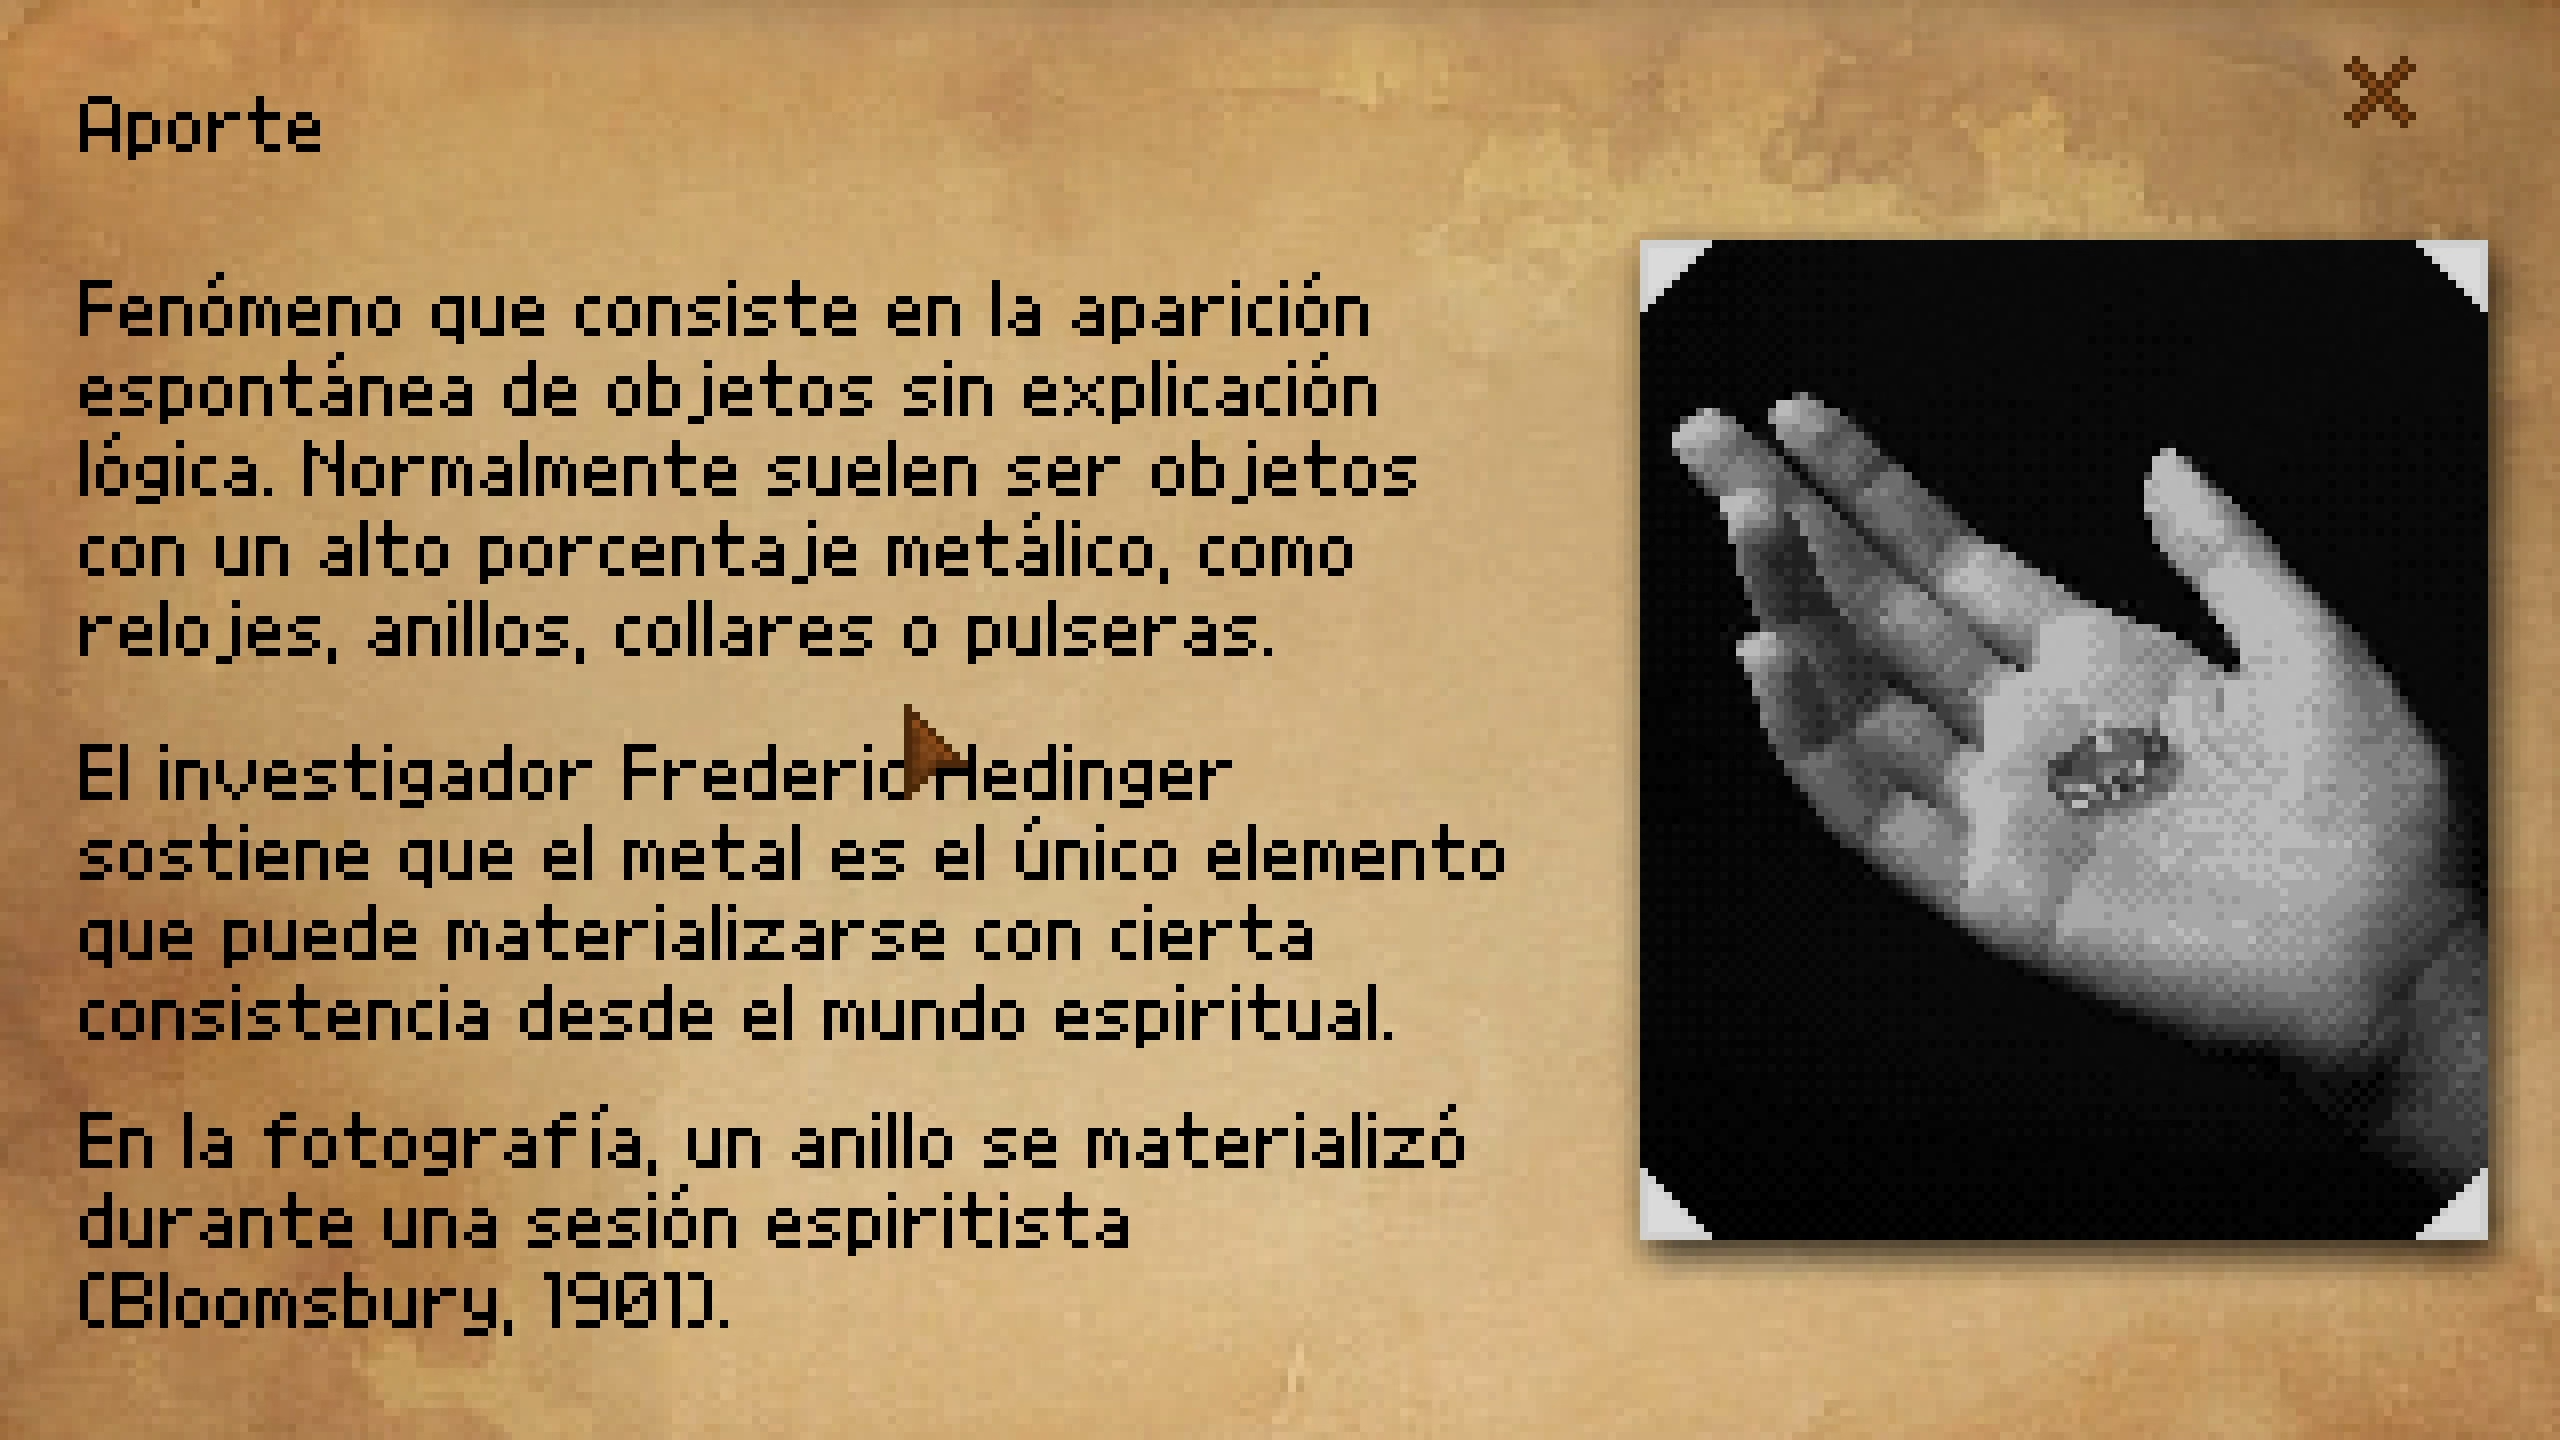 Aporte
Fenómeno que consiste en la aparición
espontánea de objetos sin explicación
lógica. Normalmente suelen ser objetos
con un alto porcentaje metálico, como
relojes, anillos, collares o pulseras.
El investigador Frederic Hedinger
sostiene que el metal es el único elemento
que puede materializarse con cierta
consistencia desde el mundo espiritual.
En la fotografía, un anillo se materializó
durante una sesión espiritista
(Bloomsbury, 1901).